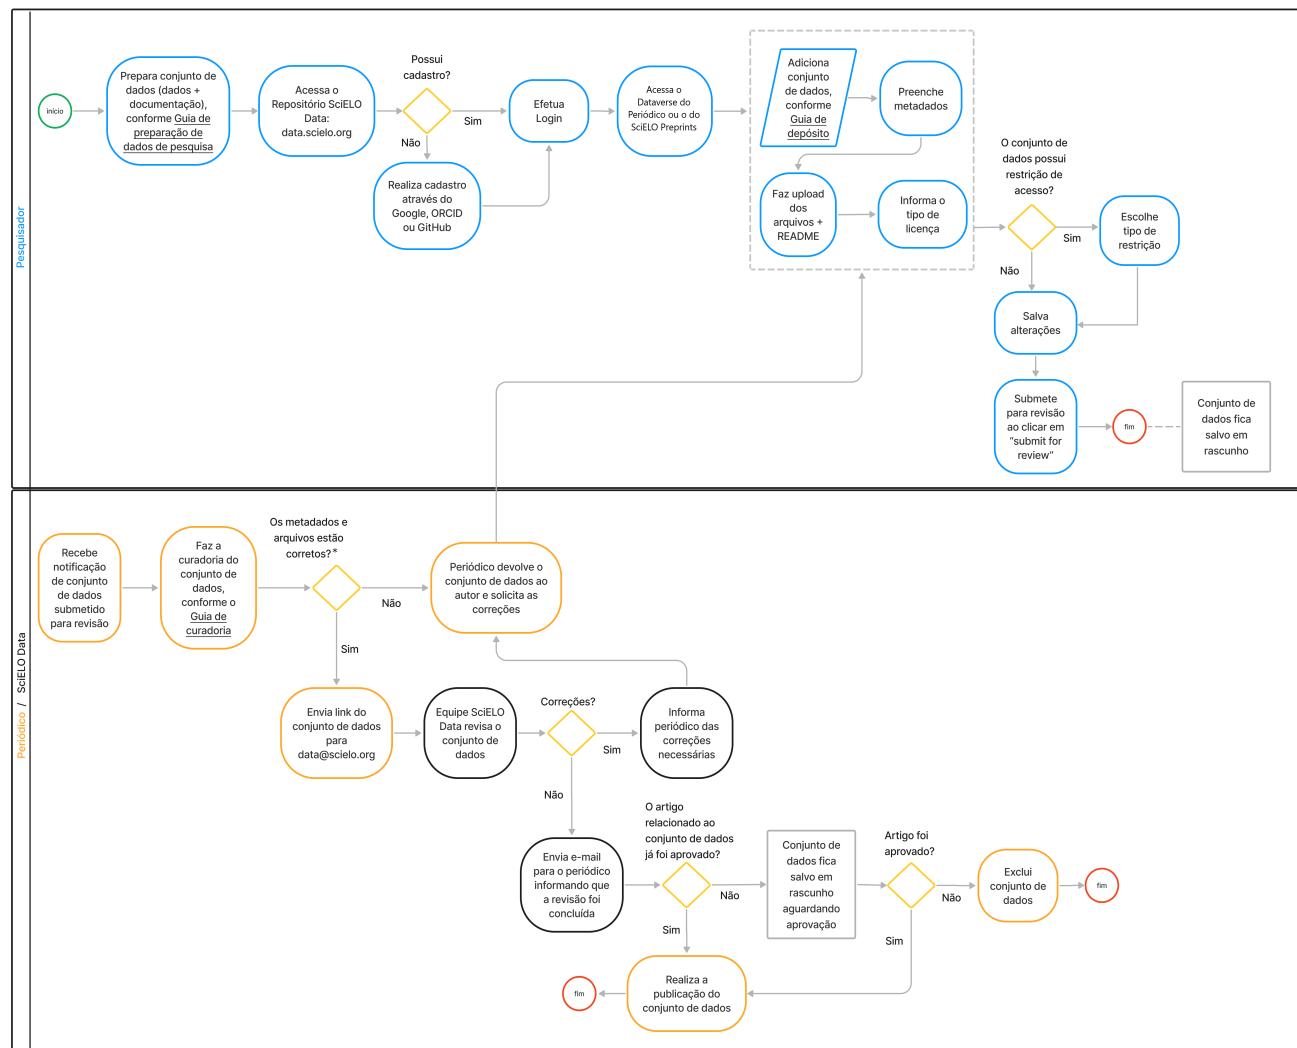 Pesquisador
início
Prepara conjunto de
dados (dados +
documentação),
conforme Guia de
preparação de
dados de pesquisa
Acessa o
Repositório SciELO
Data:
data.scielo.org
Possui
cadastro?
Sim
Não
Realiza cadastro
através do
Google, ORCID
ou GitHub
Efetua
Login
Acessa o
Dataverse do
Periódico ou o do
SciELO Preprints
Adiciona
conjunto
de dados,
conforme
Guia de
depósito
Preenche
metadados
Faz upload
dos
arquivos +
README
Informa o
tipo de
licença
O conjunto de
dados possui
restrição de
acesso?
Sim
Não
Escolhe
tipo de
restrição
Salva
alterações
Submete
para revisão
ao clicar em
"submit for
review"
fim
Conjunto de
dados fica
salvo em
rascunho
Periódico / SciELO Data
Recebe
notificação
de conjunto
de dados
submetido
para revisão
Faz a
curadoria do
conjunto de
dados,
conforme o
Guia de
curadoria
Os metadados e
arquivos estão
corretos?*
Não
Sim
Periódico devolve o
conjunto de dados ao
autor e solicita as
correções
Envia link do
conjunto de dados
para
data@scielo.org
Equipe SciELO
Data revisa o
conjunto de
dados
Correções?
Sim
Não
Informa
periódico das
correções
necessárias
Envia e-mail
para o periódico
informando que
a revisão foi
concluída
O artigo
relacionado ao
conjunto de dados
já foi aprovado?
Não
Sim
Conjunto de
dados fica
salvo em
rascunho
aguardando
aprovação
Artigo foi
aprovado?
Não
Sim
Exclui
conjunto de
dados
fim
Realiza a
publicação do
conjunto de dados
fim